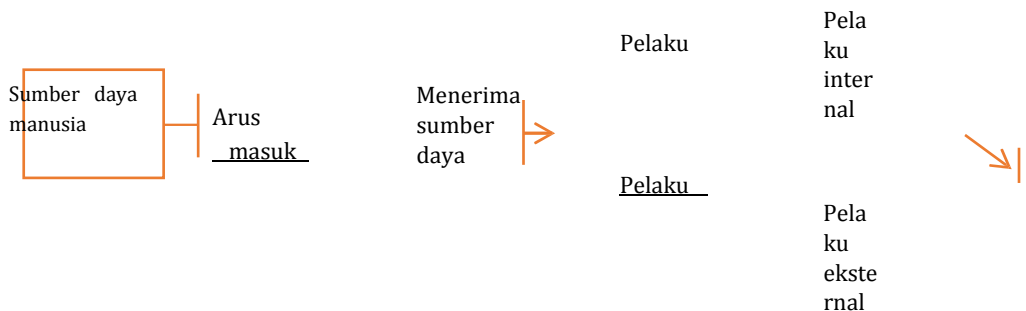 Sumber daya
manusia
Arus
masuk
Menerima
sumber
daya
Pelaku
Pelaku
Pela
ku
inter
nal
Pela
ku
ekste
rnal